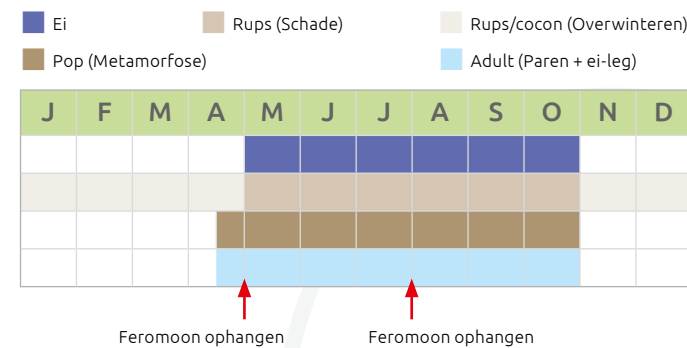 Ei Rups (Schade) Rups/cocon (Overwinteren)
Pop (Metamorfose) Adult (Paren + ei-leg)
J F M A M J J A S O N D
Feromoon ophangen Feromoon ophangen